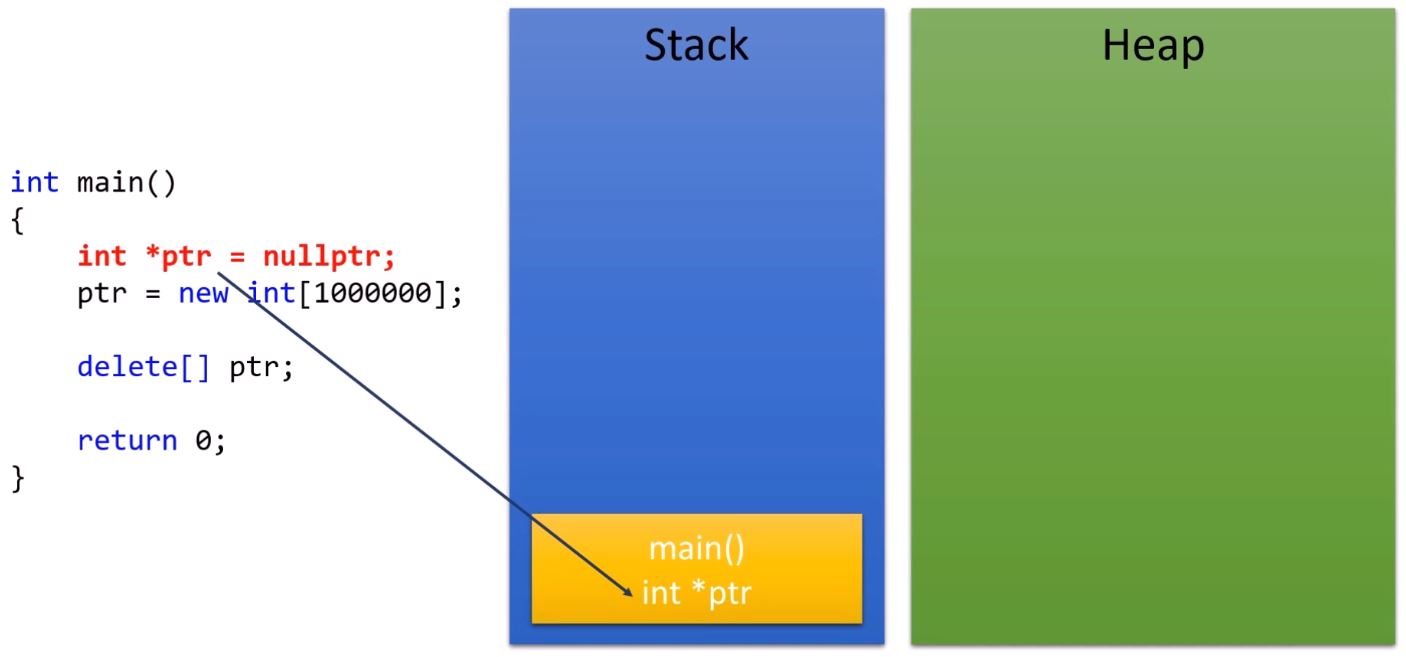 int main()
{
int *ptr = nullptr;
ptr = new int[1000000];
delete[] ptr;
return 0;
}
Stack
main()
int *ptr
Heap